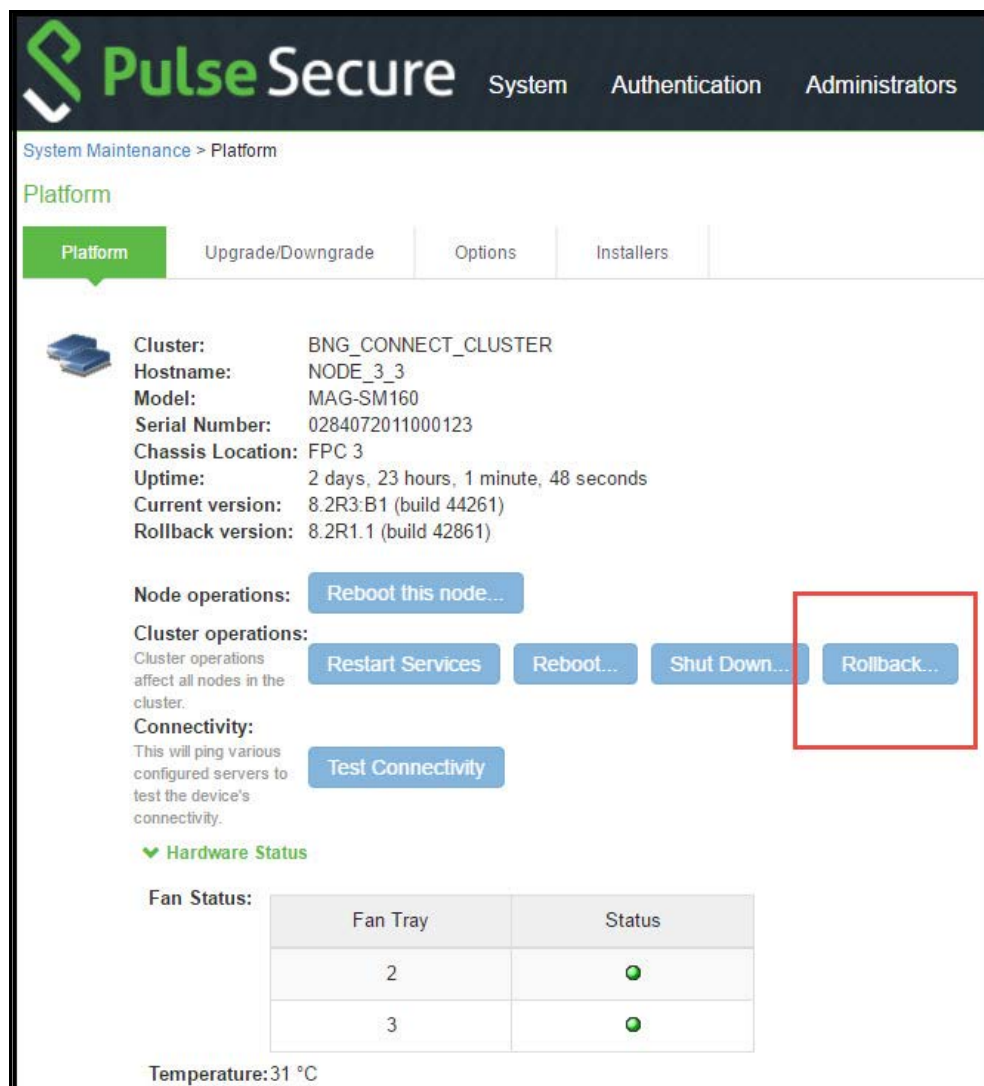 Pulse Secure System Authentication Administrators
System Maintenance > Platform
Platform
Platform Upgrade/Downgrade Options Installers
Cluster: BNG_CONNECT_CLUSTER
Hostname: NODE_3_3
Model: MAG-SM160
Serial Number: 0284072011000123
Chassis Location: FPC 3
Uptime: 2 days, 23 hours, 1 minute, 48 seconds
Current version: 8.2R3:B1 (build 44261)
Rollback version: 8.2R1.1 (build 42861)
Node operations: Reboot this node...
Cluster operations:
Cluster operations
affect all nodes in the
cluster.
Restart Services Reboot... Shut Down... Rollback...
Connectivity:
This will ping various
configured servers to
test the device's
connectivity.
Test Connectivity
Hardware Status
Fan Status:
Fan Tray Status
2
3
Temperature: 31 °C